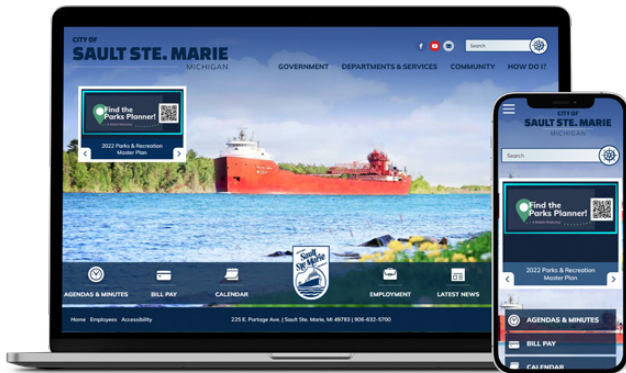 CITY OF
SAULT STE. MARIE
MICHIGAN
Search
GOVERNMENT DEPARTMENTS & SERVICES COMMUNITY HOW DO I?
Find the
Parks Planner!
2022 Parks & Recreation
Master Plan
Sault
Ste Marie
AGENDAS & MINUTES BILL PAY CALENDAR EMPLOYMENT LATEST NEWS
Home Employees Accessibility 225 E. Portage Ave. | Sault Ste. Marie, MI 49783 | 906-632-5700
CITY OF
SAULT STE. MARIE
MICHIGAN
Search
Find the
Parks Planner!
2022 Parks & Recreation
Master Plan
AGENDAS & MINUTES
BILL PAY
CALENDAR